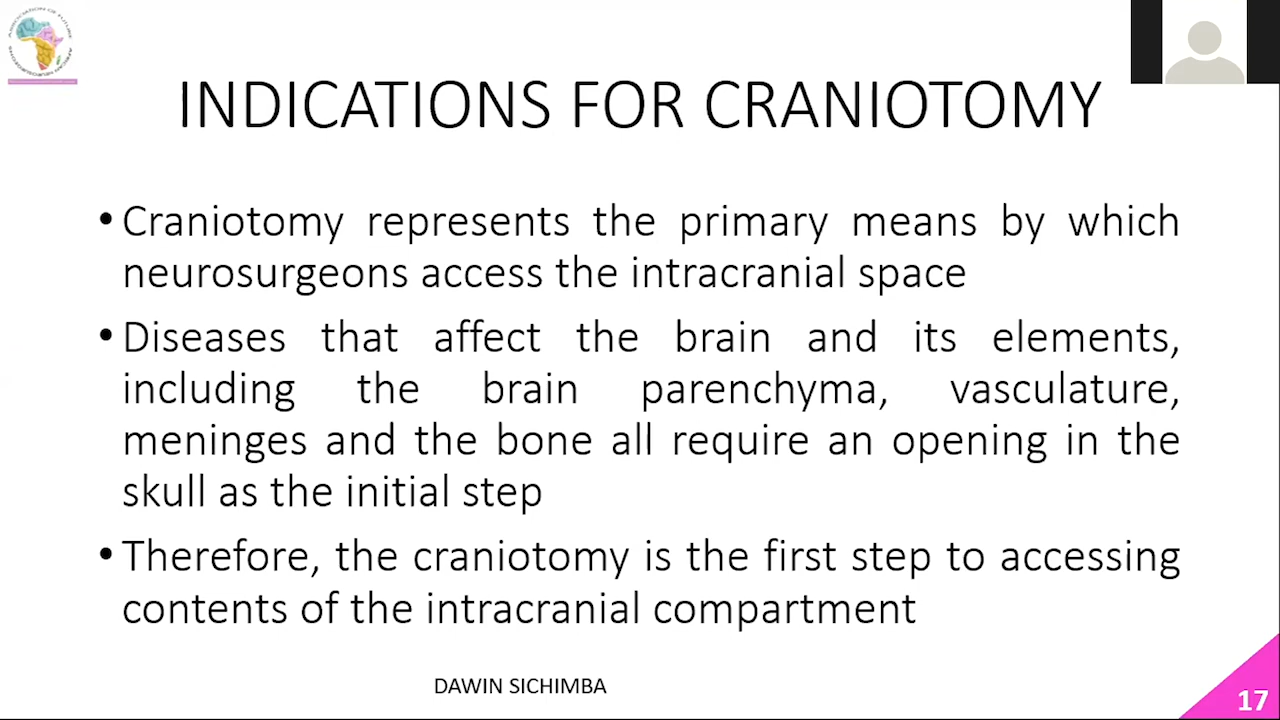 INDICATIONS FOR CRANIOTOMY
• Craniotomy represents the primary means by which
neurosurgeons access the intracranial space
• Diseases that affect the brain and its elements,
including the brain parenchyma, vasculature,
meninges and the bone all require an opening in the
skull as the initial step
• Therefore, the craniotomy is the first step to accessing
contents of the intracranial compartment
DAWIN SICHIMBA
17